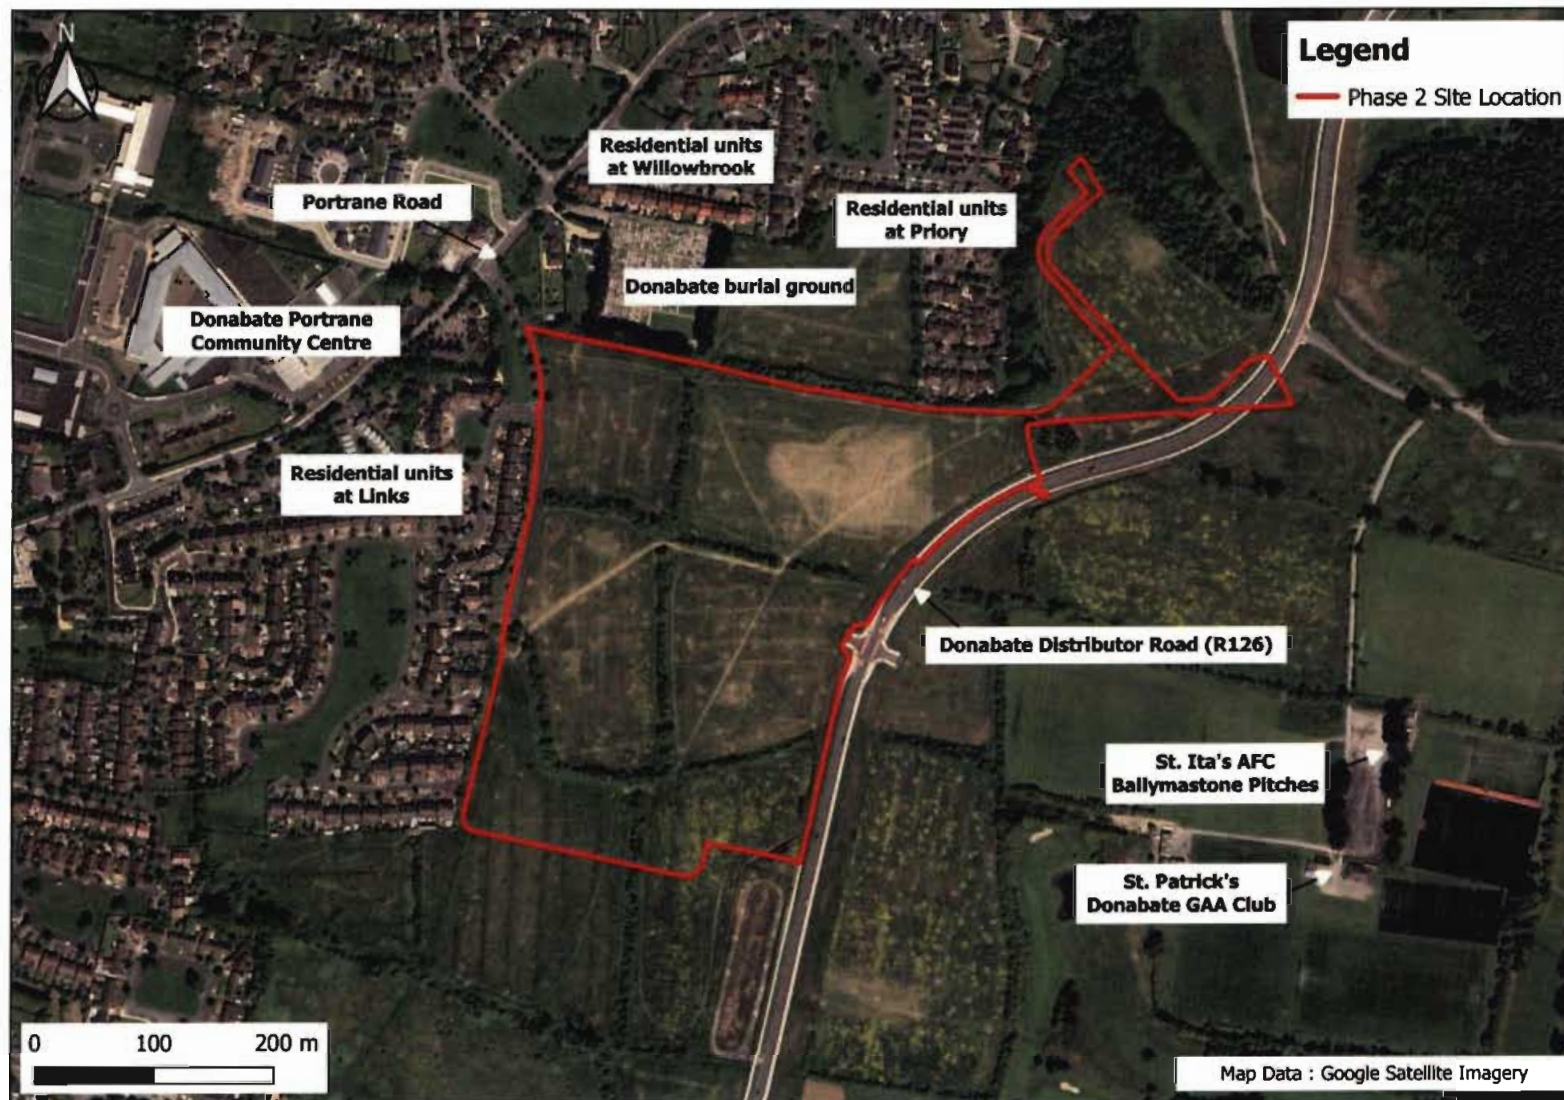 N
Legend
Phase 2 Site Location
Residential units
at Willowbrook
Portrane Road
Residential units
at Priory
Donabate burial ground
Donabate Portrane
Community Centre
Residential units
at Links
Donabate Distributor Road (R126)
St. Ita's AFC
Ballymastone Pitches
St. Patrick's
Donabate GAA Club
0 100 200 m
Map Data : Google Satellite Imagery